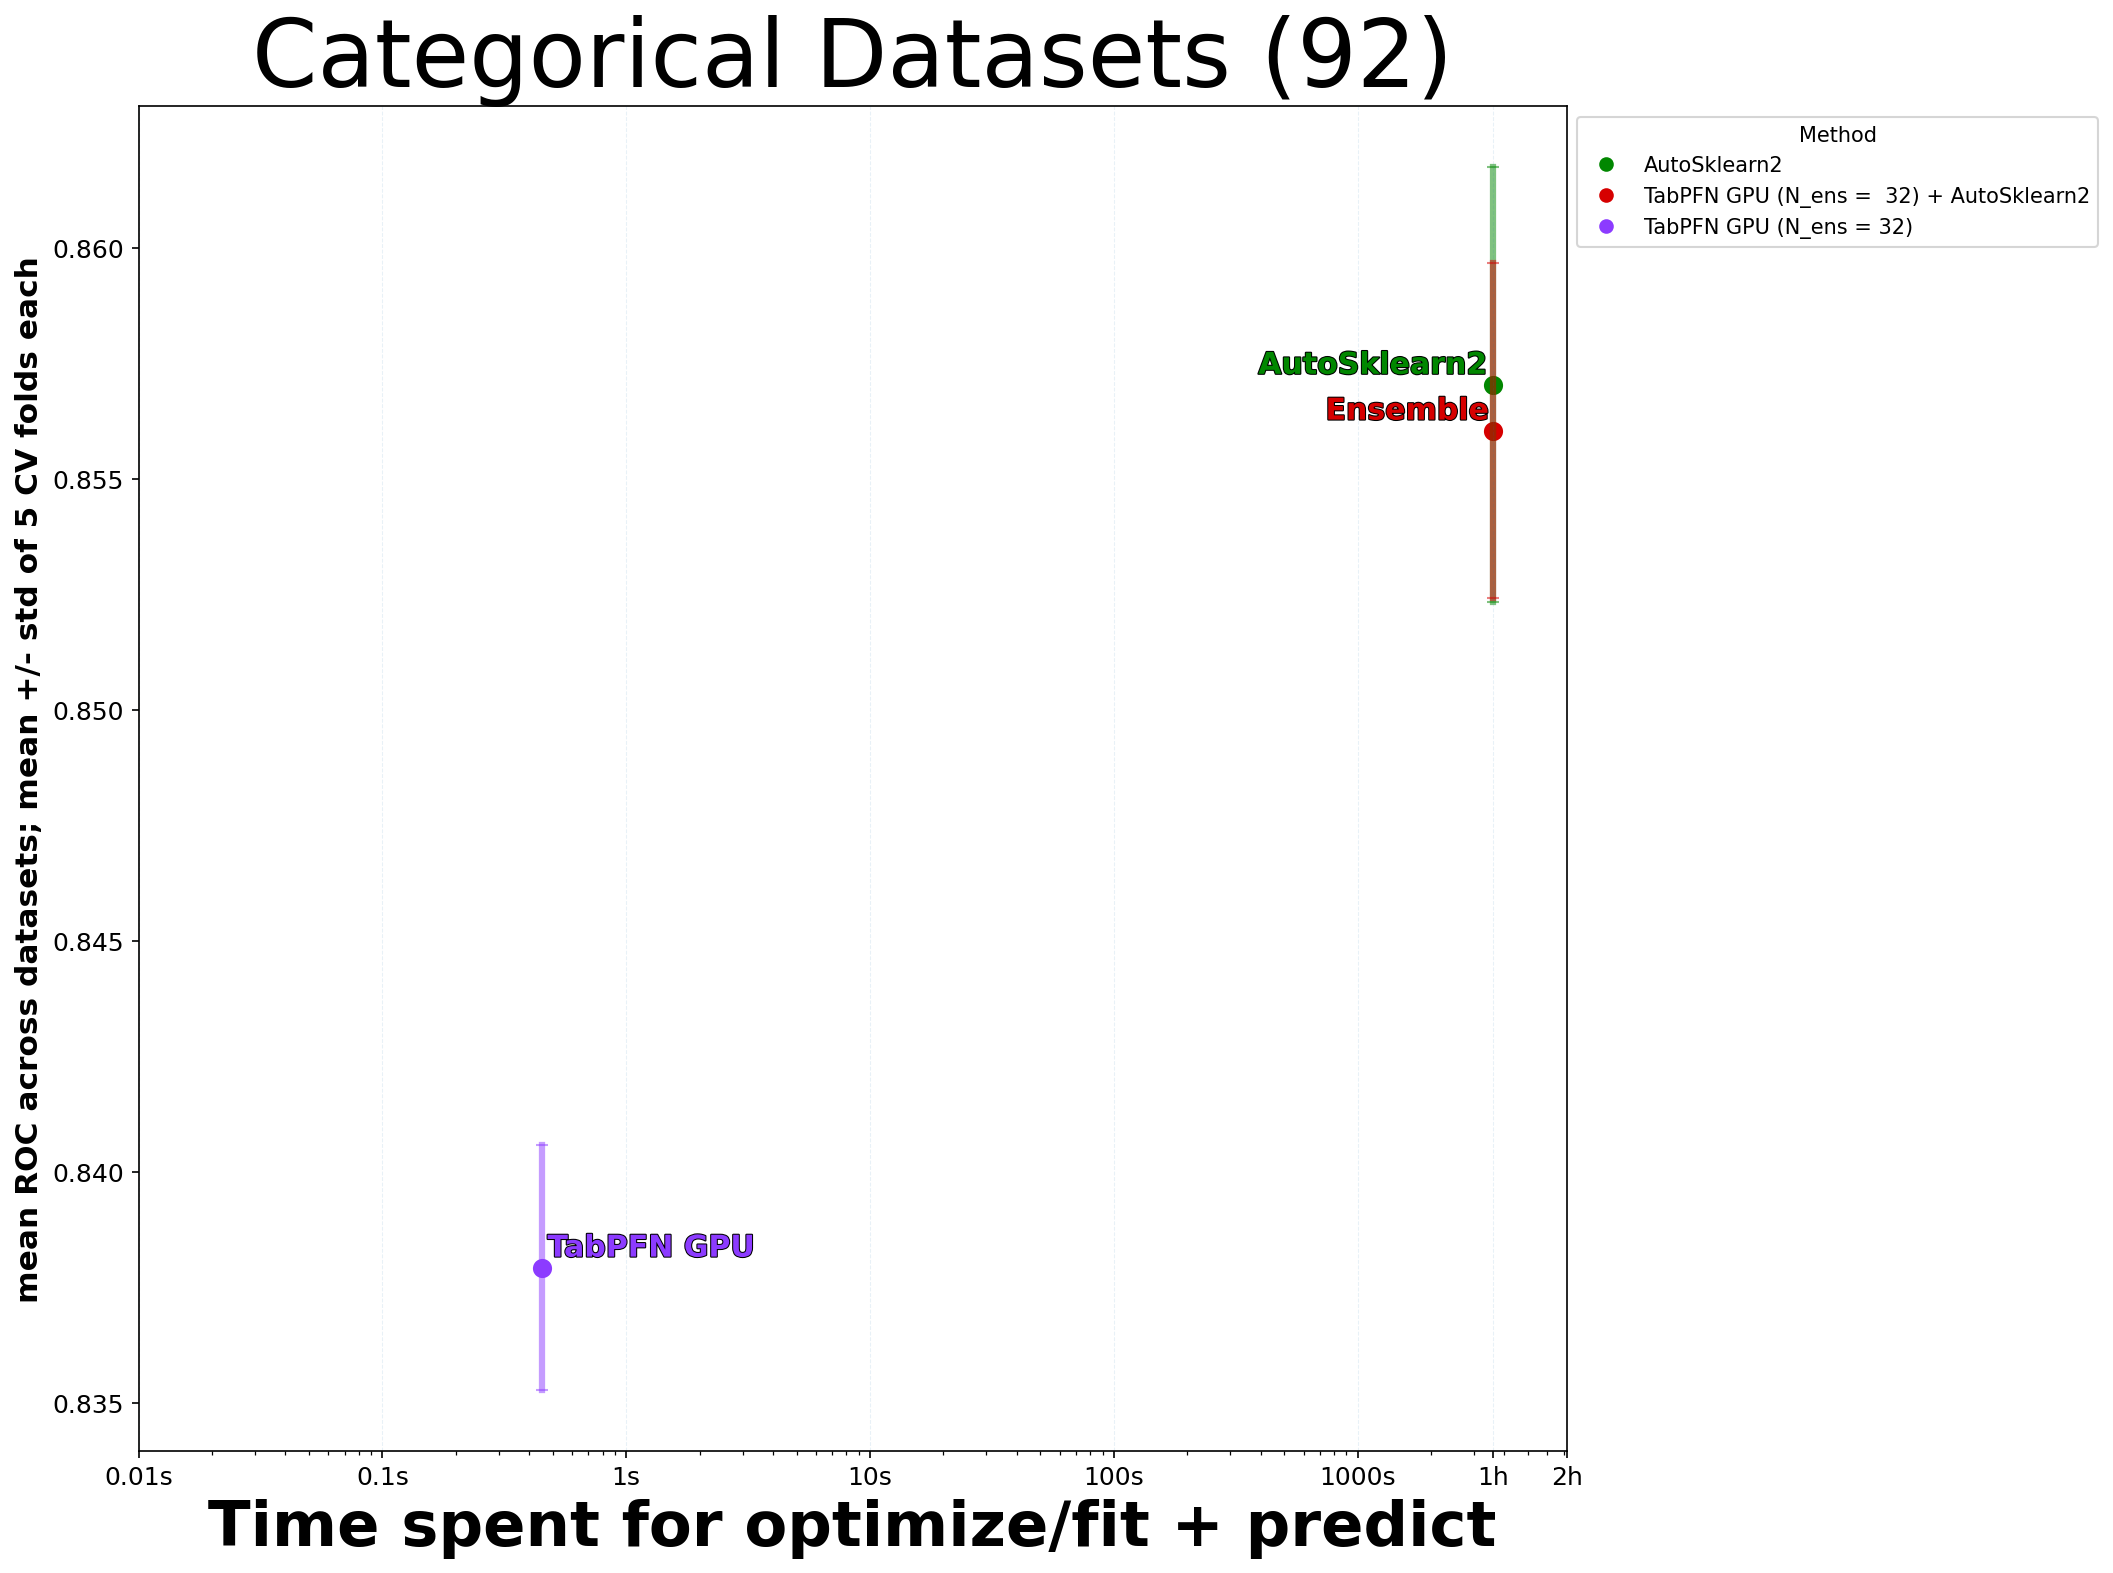 Categorical Datasets (92)
mean ROC across datasets; mean +/- std of 5 CV folds each
0.860
0.855
0.850
0.845
0.840
0.835
AutoSklearn2
Ensemble
TabPFN GPU
0.01s
0.1s
1s
10s
100s
1000s
1h
2h
Time spent for optimize/fit + predict
Method
AutoSklearn2
TabPFN GPU (N_ens =  32) + AutoSklearn2
TabPFN GPU (N_ens = 32)